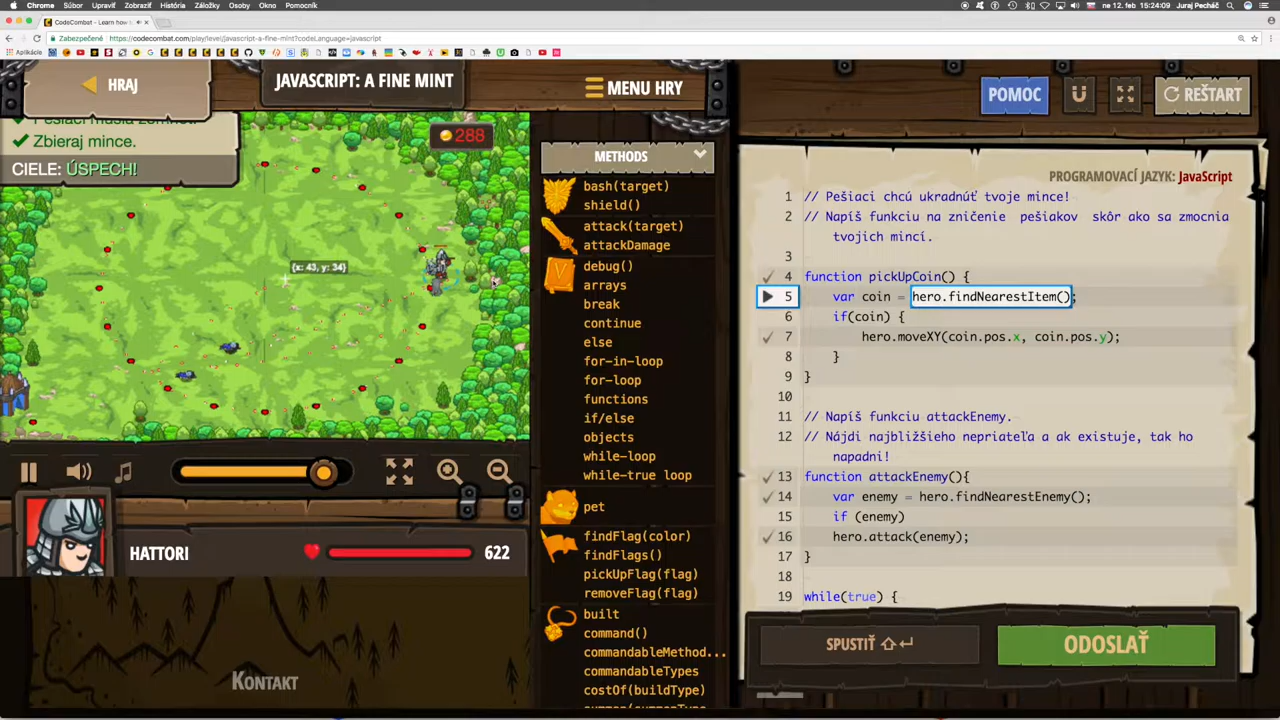 Chrome Súbor Upraviť Zobraziť História Záložky Osoby Okno Pomocník
ne 12. feb 15:24:09 Juraj Pecháč
CodeCombat - Learn how
Zabezpečené https://codecombat.com/play/level/javascript-a-fine-mint?codeLanguage=javascript
Aplikácie
HRAJ
JAVASCRIPT: A FINE MINT
MENU HRY
POMOC
REŠTART
Zbieraj mince.
CIELE: ÚSPECH!
288
{x: 43, y: 34}
HATTORI
622
KONTAKT
METHODS
bash(target)
shield()
attack(target)
attackDamage
debug()
arrays
break
continue
else
for-in-loop
for-loop
functions
if/else
objects
while-loop
while-true loop
pet
findFlag(color)
findFlags()
pickUpFlag(flag)
removeFlag(flag)
built
command()
commandableMethod...
commandableTypes
costOf(buildType)
PROGRAMOVACÍ JAZYK: JavaScript
1 // Pešiaci chcú ukradnúť tvoje mince!
2 // Napíš funkciu na zničenie pešiakov skôr ako sa zmocnia
tvojich mincí.
3
4 function pickUpCoin() {
5 var coin = hero.findNearestItem();
6 if(coin) {
7 hero.moveXY(coin.pos.x, coin.pos.y);
8 }
9 }
10
11 // Napíš funkciu attackEnemy.
12 // Nájdi najbližšieho nepriateľa a ak existuje, tak ho
napadni!
13 function attackEnemy(){
14 var enemy = hero.findNearestEnemy();
15 if (enemy)
16 hero.attack(enemy);
17 }
18
19 while(true) {
SPUSTIŤ
ODOSLAŤ